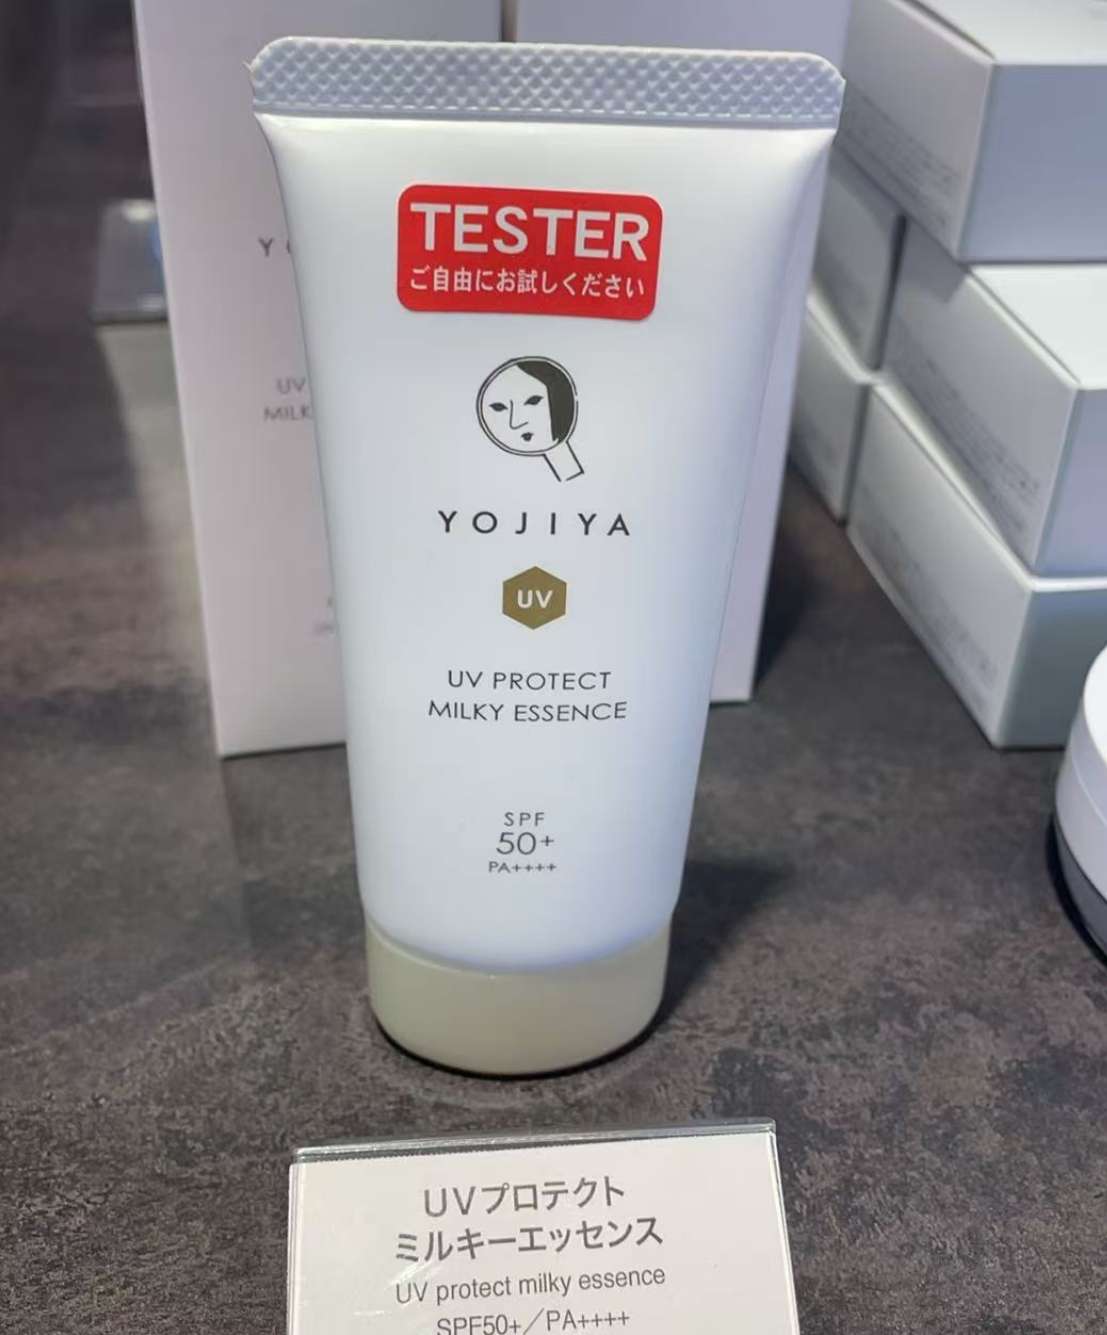 TESTER
ご自由にお試しください
YOJIYA
UV
UV PROTECT
MILKY ESSENCE
SPF
50+
PA++++
UV
MILK
UVプロテクト
ミルキーエッセンス
UV protect milky essence
SPF50+/PA++++